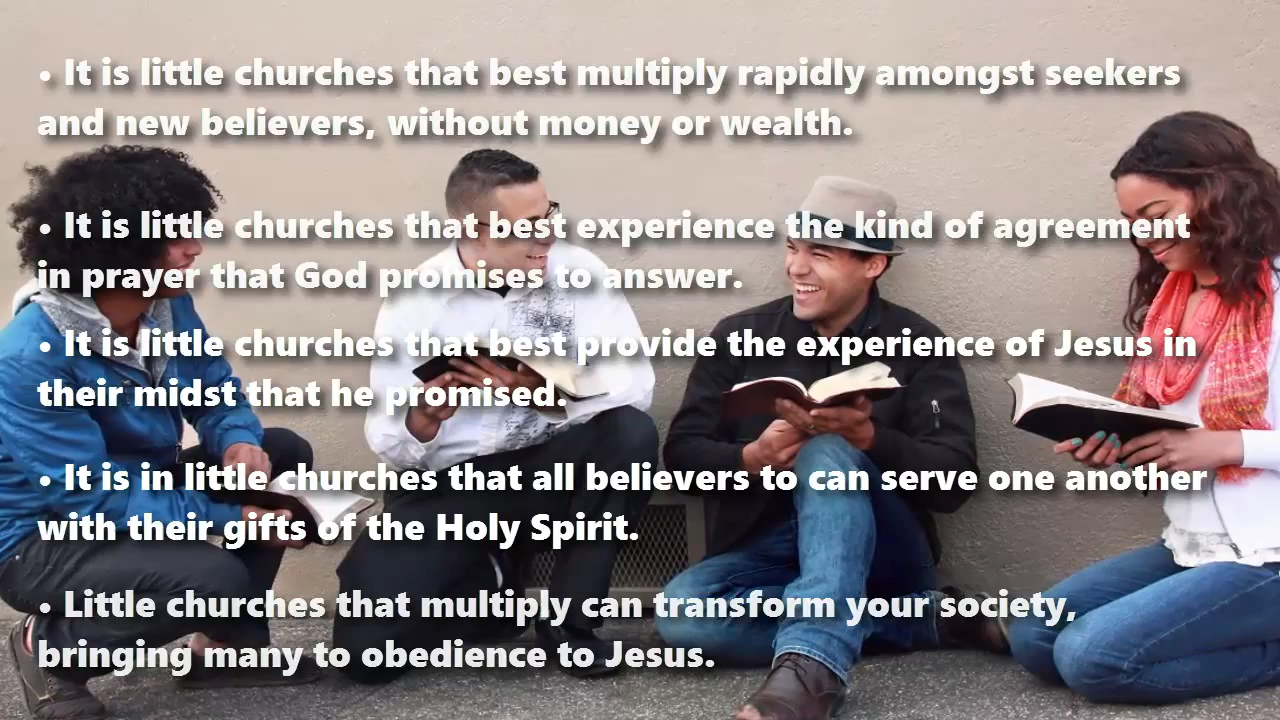 • It is little churches that best multiply rapidly amongst seekers
and new believers, without money or wealth.
• It is little churches that best experience the kind of agreement
in prayer that God promises to answer.
• It is little churches that best provide the experience of Jesus in
their midst that he promised.
• It is in little churches that all believers to can serve one another
with their gifts of the Holy Spirit.
• Little churches that multiply can transform your society,
bringing many to obedience to Jesus.